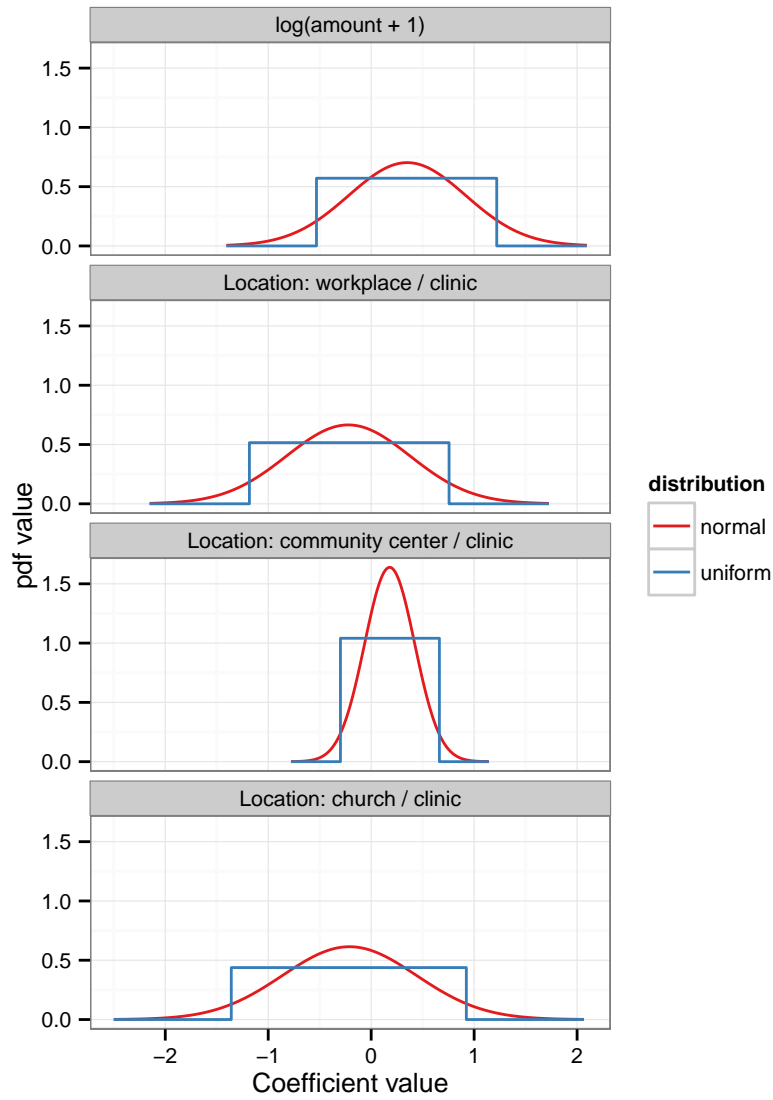 log(amount + 1)
1.5
1.0
0.5
0.0
Location: workplace / clinic
1.5
1.0
0.5
0.0
Location: community center / clinic
1.5
1.0
0.5
0.0
Location: church / clinic
1.5
1.0
0.5
0.0
−2 −1 0 1 2
Coefficient value
pdf value
distribution
normal
uniform